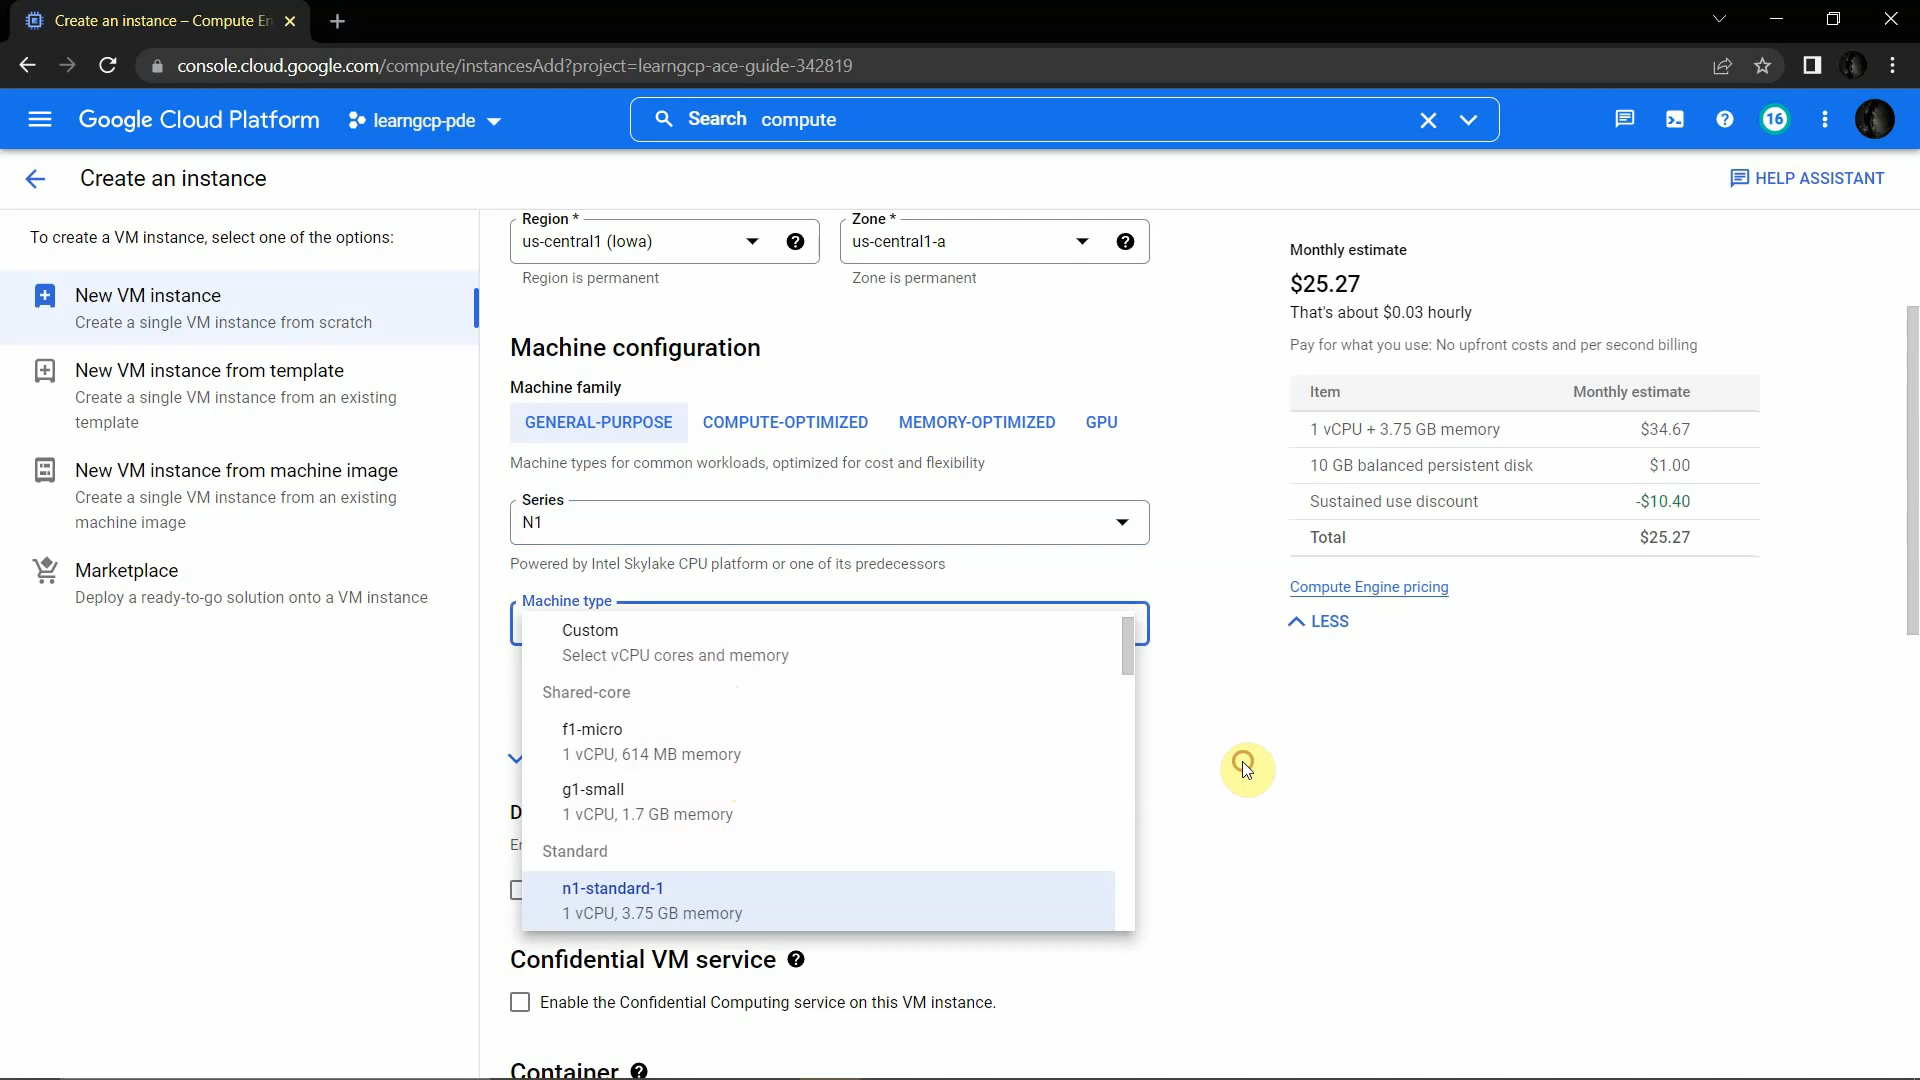 Create an instance – Compute En
console.cloud.google.com/compute/instancesAdd?project=learngcp-ace-guide-342819
Google Cloud Platform
learngcp-pde
Search compute
16
Create an instance
HELP ASSISTANT
To create a VM instance, select one of the options:
New VM instance
Create a single VM instance from scratch
New VM instance from template
Create a single VM instance from an existing
template
New VM instance from machine image
Create a single VM instance from an existing
machine image
Marketplace
Deploy a ready-to-go solution onto a VM instance
Region *
us-central1 (Iowa)
Region is permanent
Zone *
us-central1-a
Zone is permanent
Machine configuration
Machine family
GENERAL-PURPOSE
COMPUTE-OPTIMIZED
MEMORY-OPTIMIZED
GPU
Machine types for common workloads, optimized for cost and flexibility
Series
N1
Powered by Intel Skylake CPU platform or one of its predecessors
Machine type
Custom
Select vCPU cores and memory
Shared-core
f1-micro
1 vCPU, 614 MB memory
g1-small
1 vCPU, 1.7 GB memory
Standard
n1-standard-1
1 vCPU, 3.75 GB memory
Confidential VM service
Enable the Confidential Computing service on this VM instance.
Container
Monthly estimate
$25.27
That's about $0.03 hourly
Pay for what you use: No upfront costs and per second billing
Item Monthly estimate
1 vCPU + 3.75 GB memory $34.67
10 GB balanced persistent disk $1.00
Sustained use discount -$10.40
Total $25.27
Compute Engine pricing
LESS